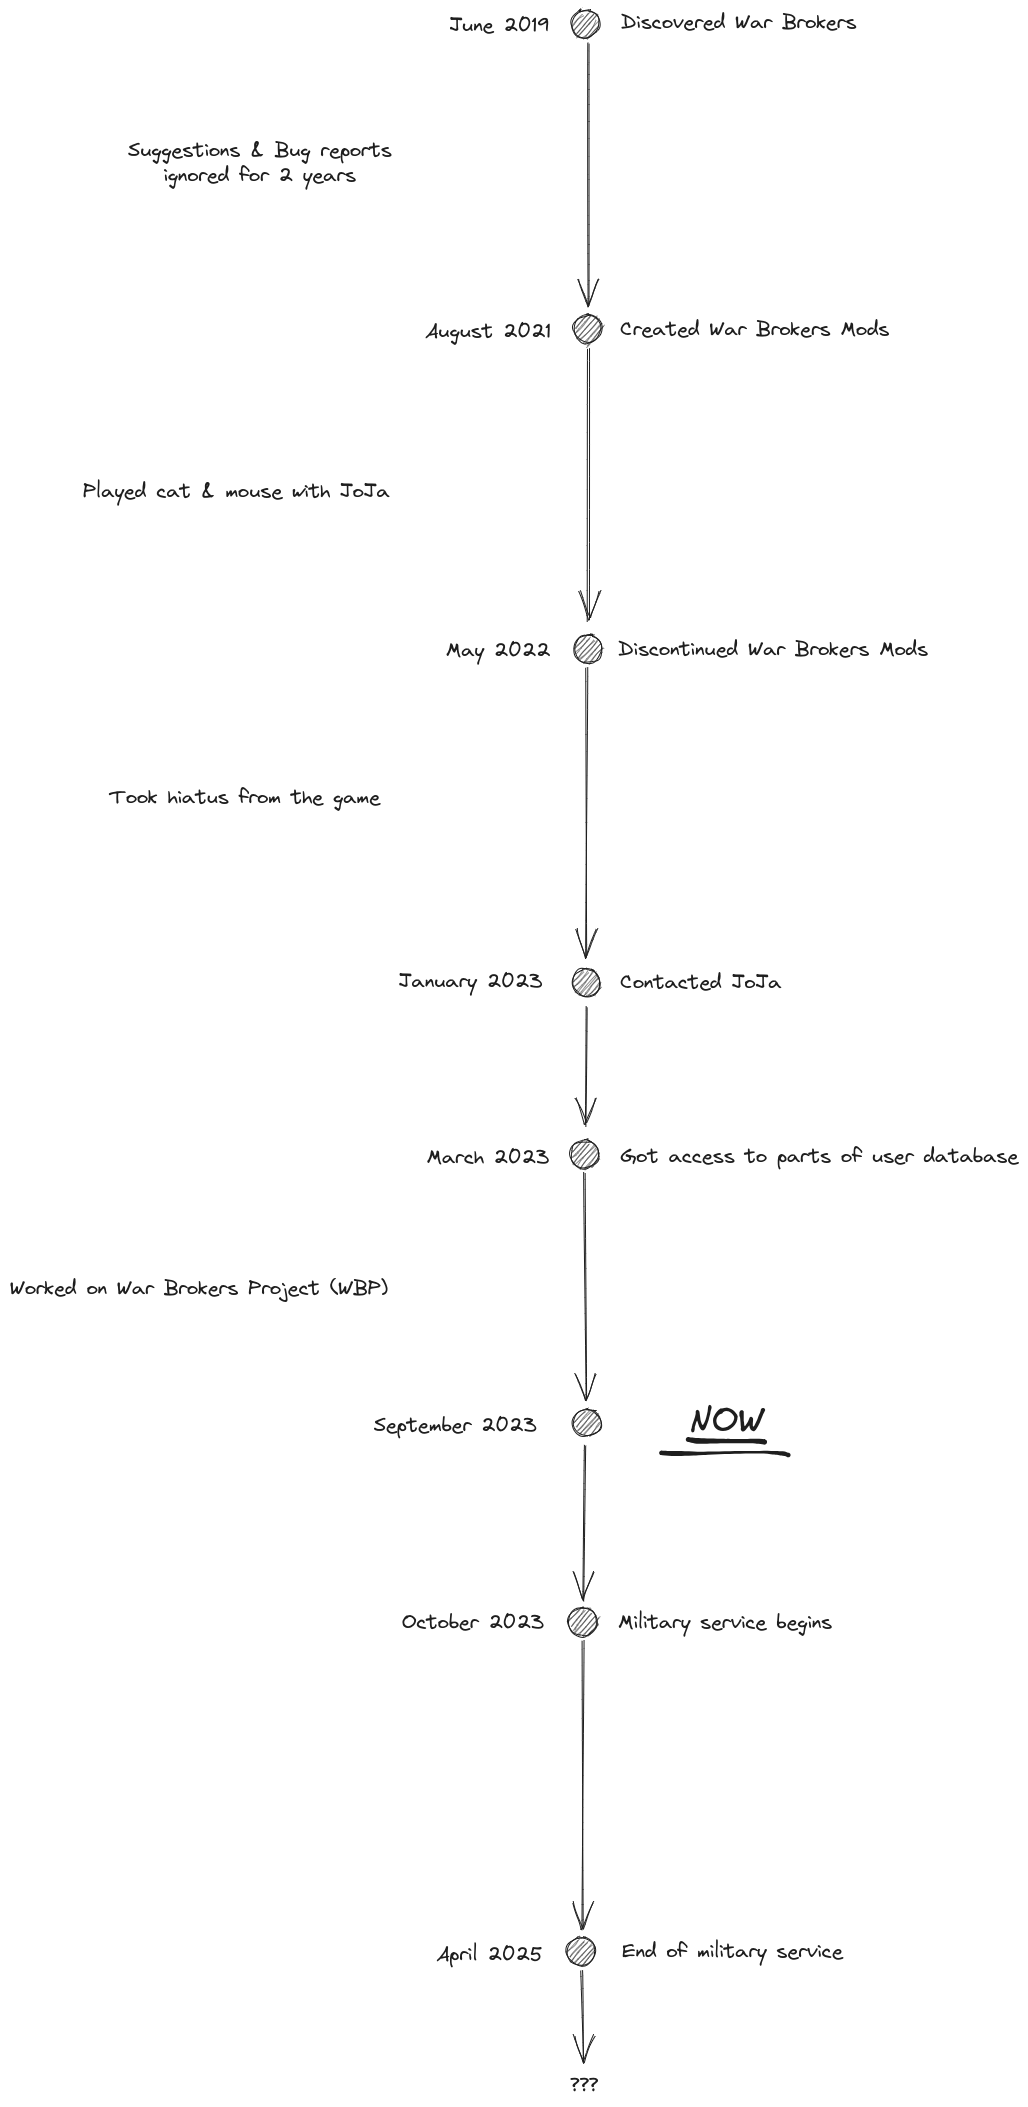 June 2019
Discovered War Brokers
Suggestions & Bug reports
ignored for 2 years
August 2021
Created War Brokers Mods
Played cat & mouse with JoJa
May 2022
Discontinued War Brokers Mods
Took hiatus from the game
January 2023
Contacted JoJa
March 2023
Got access to parts of user database
Worked on War Brokers Project (WBP)
September 2023
NOW
October 2023
Military service begins
April 2025
End of military service
???